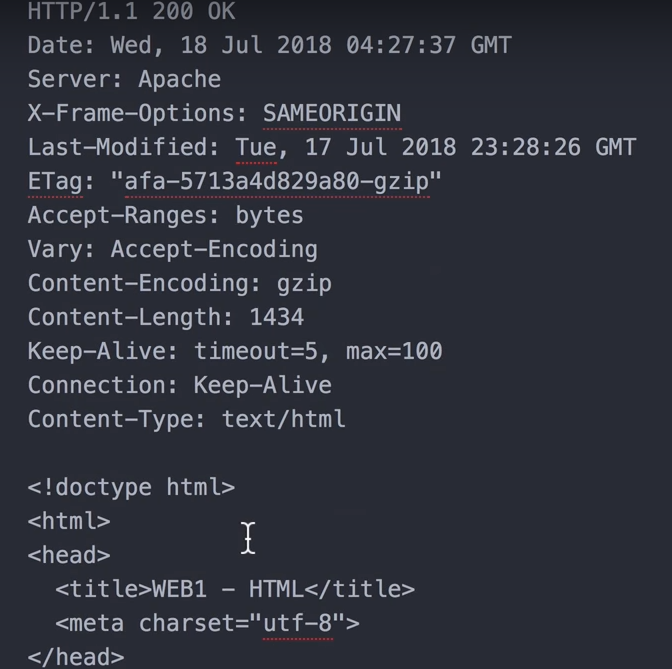 HTTP/1.1 200 OK
Date: Wed, 18 Jul 2018 04:27:37 GMT
Server: Apache
X-Frame-Options: SAMEORIGIN
Last-Modified: Tue, 17 Jul 2018 23:28:26 GMT
ETag: "afa-5713a4d829a80-gzip"
Accept-Ranges: bytes
Vary: Accept-Encoding
Content-Encoding: gzip
Content-Length: 1434
Keep-Alive: timeout=5, max=100
Connection: Keep-Alive
Content-Type: text/html

<!doctype html>
<html>
<head>
  <title>WEB1 - HTML</title>
  <meta charset="utf-8">
</head>